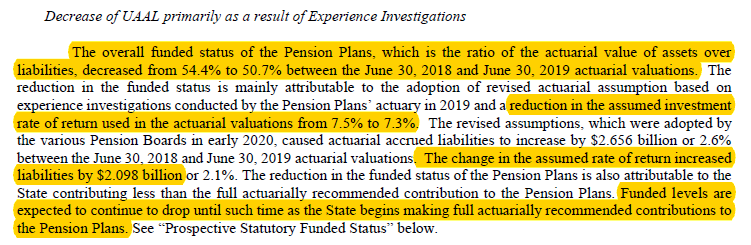 Decrease of UAAL primarily as a result of Experience Investigations
The overall funded status of the Pension Plans, which is the ratio of the actuarial value of assets over
liabilities, decreased from 54.4% to 50.7% between the June 30, 2018 and June 30, 2019 actuarial valuations. The
reduction in the funded status is mainly attributable to the adoption of revised actuarial assumption based on
experience investigations conducted by the Pension Plans’ actuary in 2019 and a reduction in the assumed investment
rate of return used in the actuarial valuations from 7.5% to 7.3%. The revised assumptions, which were adopted by
the various Pension Boards in early 2020, caused actuarial accrued liabilities to increase by $2.656 billion or 2.6%
between the June 30, 2018 and June 30, 2019 actuarial valuations. The change in the assumed rate of return increased
liabilities by $2.098 billion or 2.1%. The reduction in the funded status of the Pension Plans is also attributable to the
State contributing less than the full actuarially recommended contribution to the Pension Plans. Funded levels are
expected to continue to drop until such time as the State begins making full actuarially recommended contributions to
the Pension Plans. See “Prospective Statutory Funded Status” below.